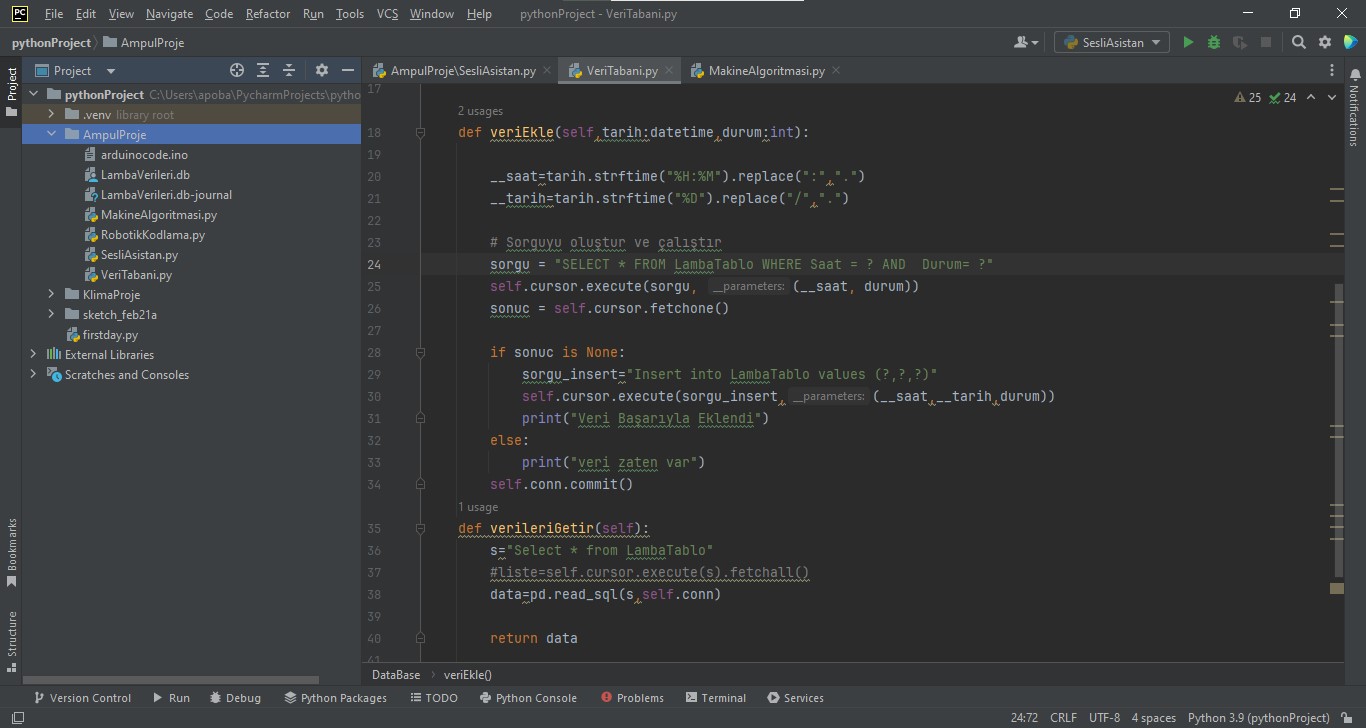 PC File Edit View Navigate Code Refactor Run Tools VCS Window Help pythonProject - VeriTabani.py
pythonProject AmpulProje SesliAsistan
Project AmpulProje\SesliAsistan.py VeriTabani.py MakineAlgoritmasi.py
Project
Notifications
Bookmarks
Structure
pythonProject C:\Users\apoba\PycharmProjects\pytho
.venv library root
AmpulProje
arduinocode.ino
LambaVerileri.db
LambaVerileri.db-journal
MakineAlgoritmasi.py
RobotikKodlama.py
SesliAsistan.py
VeriTabani.py
KlimaProje
sketch_feb21a
firstday.py
External Libraries
Scratches and Consoles
25 24
17
2 usages
18 def veriEkle(self,tarih:datetime,durum:int):
19
20 __saat=tarih.strftime("%H:%M").replace(":",".")
21 __tarih=tarih.strftime("%D").replace("/",".")
22
23 # Sorguyu oluştur ve çalıştır
24 sorgu = "SELECT * FROM LambaTablo WHERE Saat = ? AND  Durum= ?"
25 self.cursor.execute(sorgu, __parameters: (__saat, durum))
26 sonuc = self.cursor.fetchone()
27
28 if sonuc is None:
29 sorgu_insert="Insert into LambaTablo values (?,?,?)"
30 self.cursor.execute(sorgu_insert, __parameters: (__saat,__tarih,durum))
31 print("Veri Başarıyla Eklendi")
32 else:
33 print("veri zaten var")
34 self.conn.commit()
1 usage
35 def verileriGetir(self):
36 s="Select * from LambaTablo"
37 #liste=self.cursor.execute(s).fetchall()
38 data=pd.read_sql(s,self.conn)
39
40 return data
41
DataBase veriEkle()
Version Control Run Debug Python Packages TODO Python Console Problems Terminal Services
24:72 CRLF UTF-8 4 spaces Python 3.9 (pythonProject)